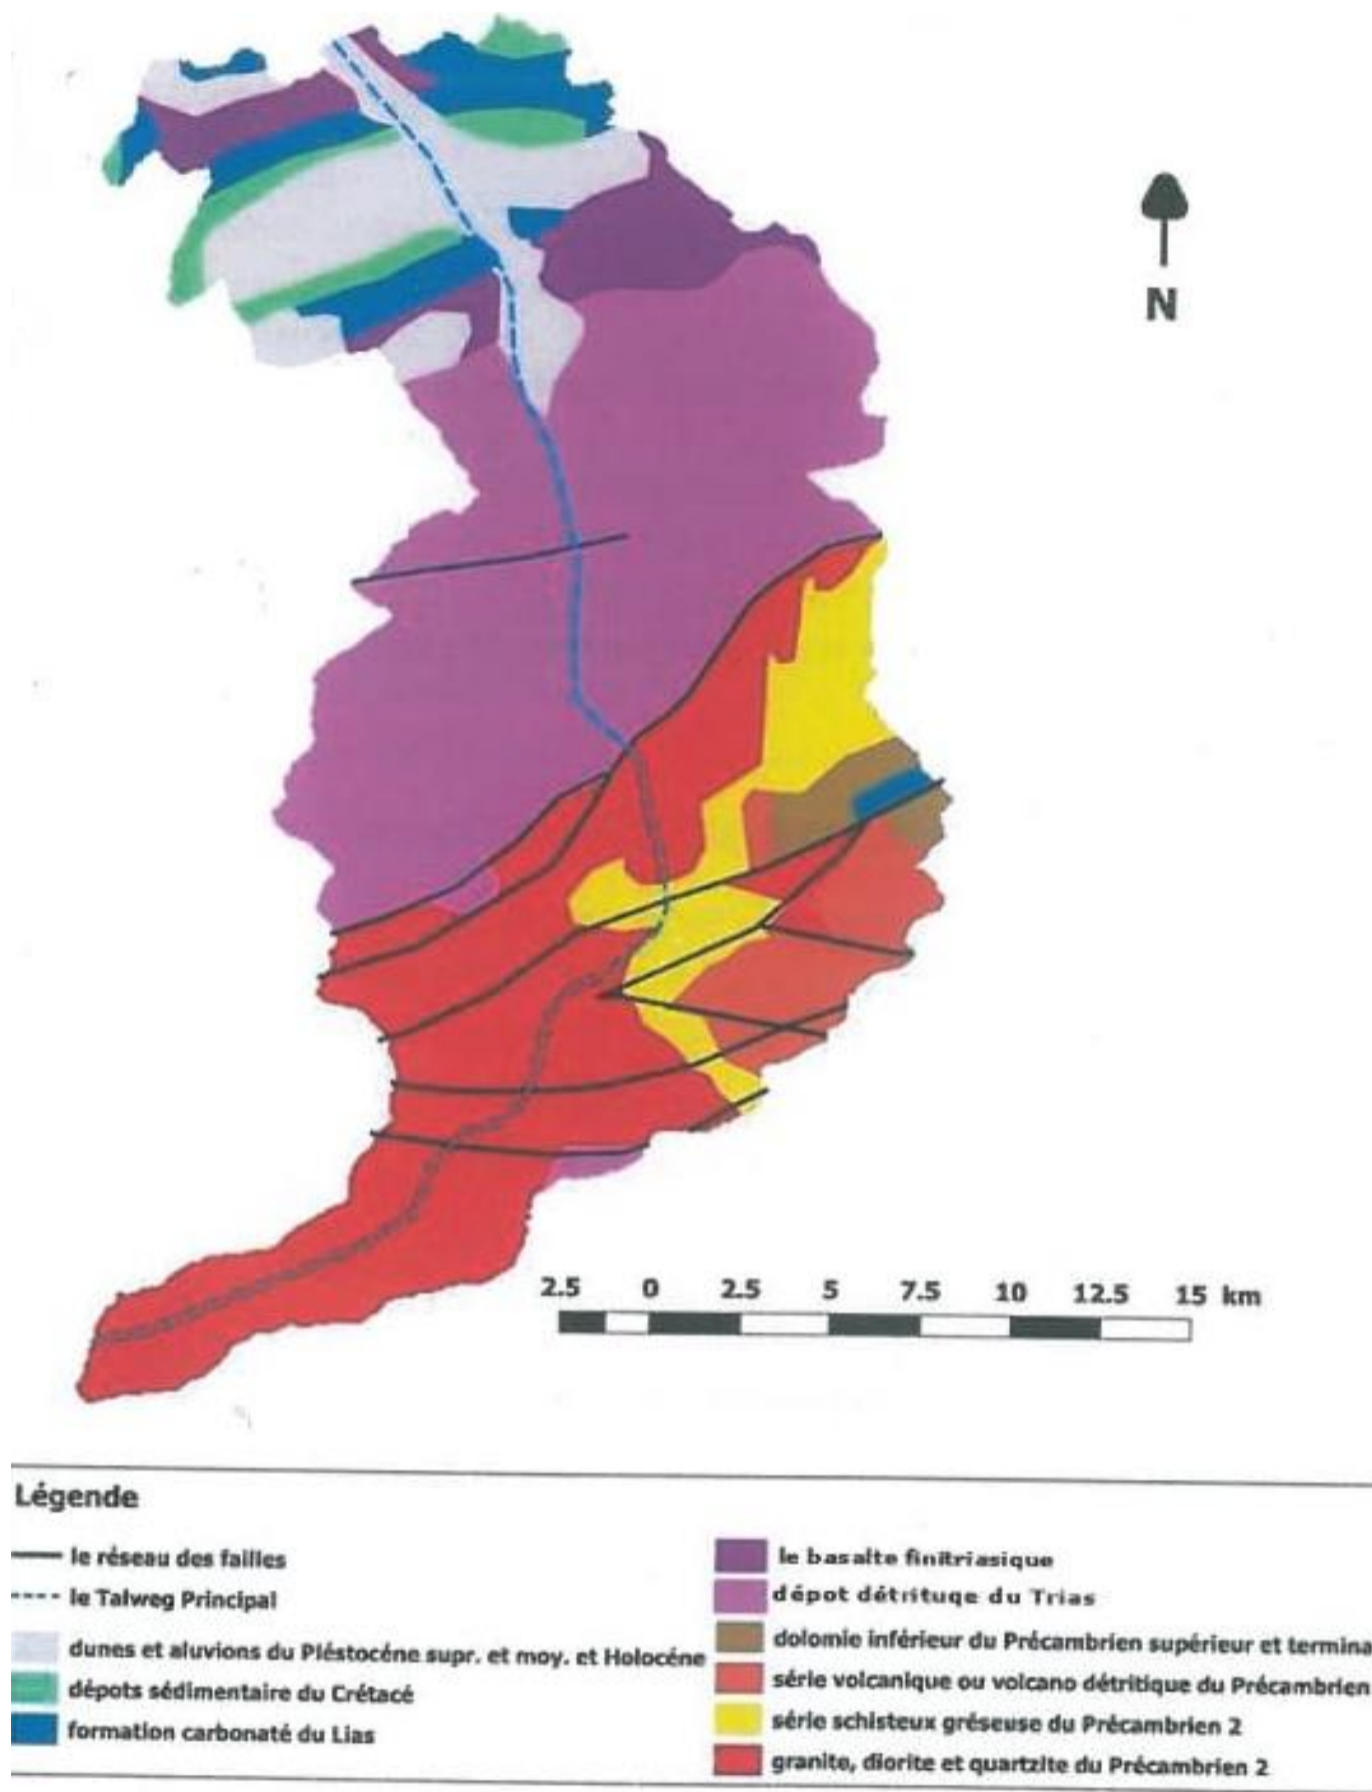 N
2.5 0 2.5 5 7.5 10 12.5 15 km
Légende
le réseau des failles
le Talweg Principal
dunes et aluvions du Pléstocéne supr. et moy. et Holocéne
dépots sédimentaire du Crétacé
formation carbonaté du Lias
le basalte finitriasique
dépot détrituqe du Trias
dolomie inférieur du Précambrien supérieur et termina
série volcanique ou volcano détritique du Précambrien
série schisteux gréseuse du Précambrien 2
granite, diorite et quartzite du Précambrien 2